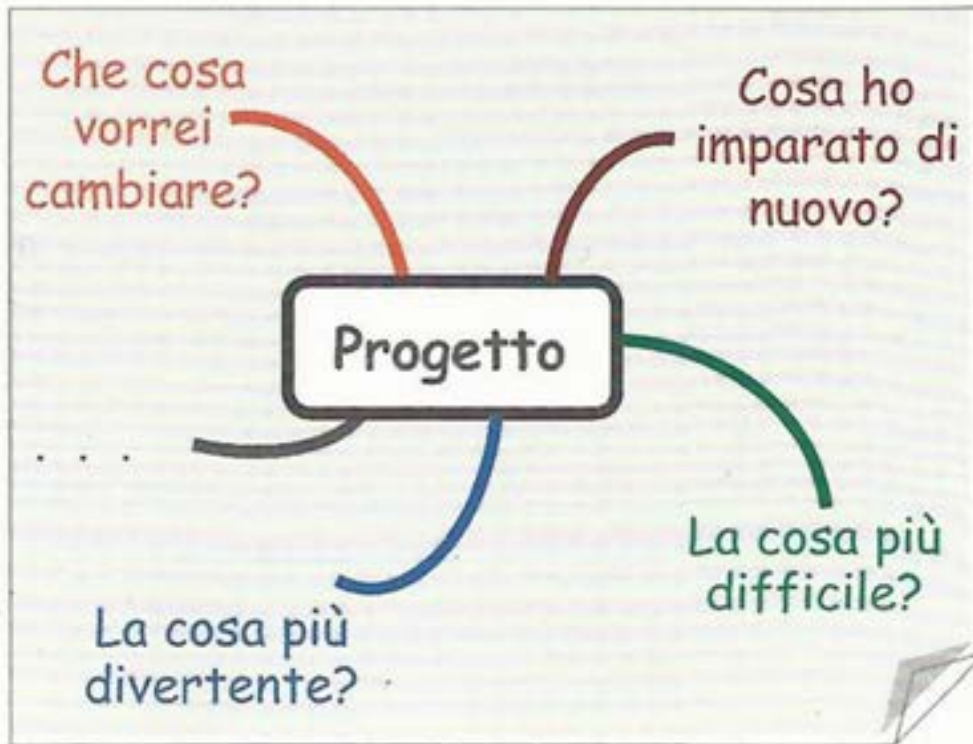 Che cosa
vorrei
cambiare?
Cosa ho
imparato di
nuovo?
Progetto
. . .
La cosa più
difficile?
La cosa più
divertente?